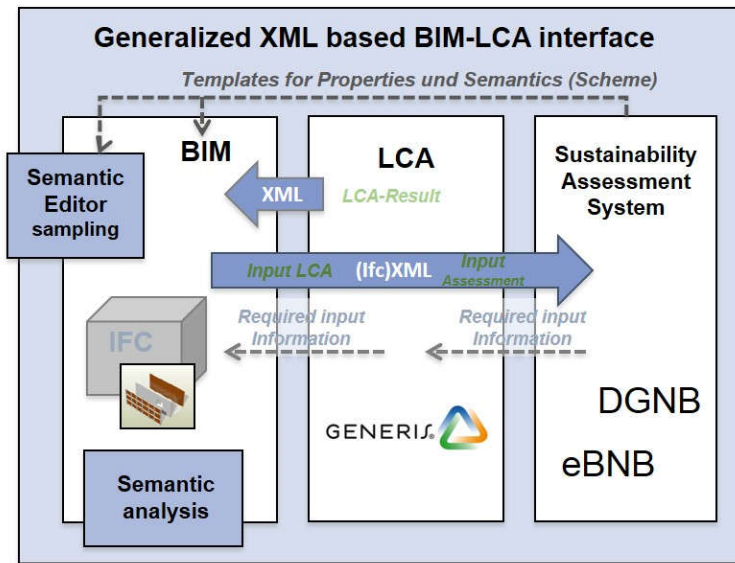 Generalized XML based BIM-LCA interface
Templates for Properties und Semantics (Scheme)
BIM
LCA
Sustainability
Assessment
System
Semantic
Editor
sampling
XML
LCA-Result
Input LCA
(Ifc)XML
Input
Assessment
Required input
Information
Required input
Information
IFC
GENERIS®
DGNB
eBNB
Semantic
analysis